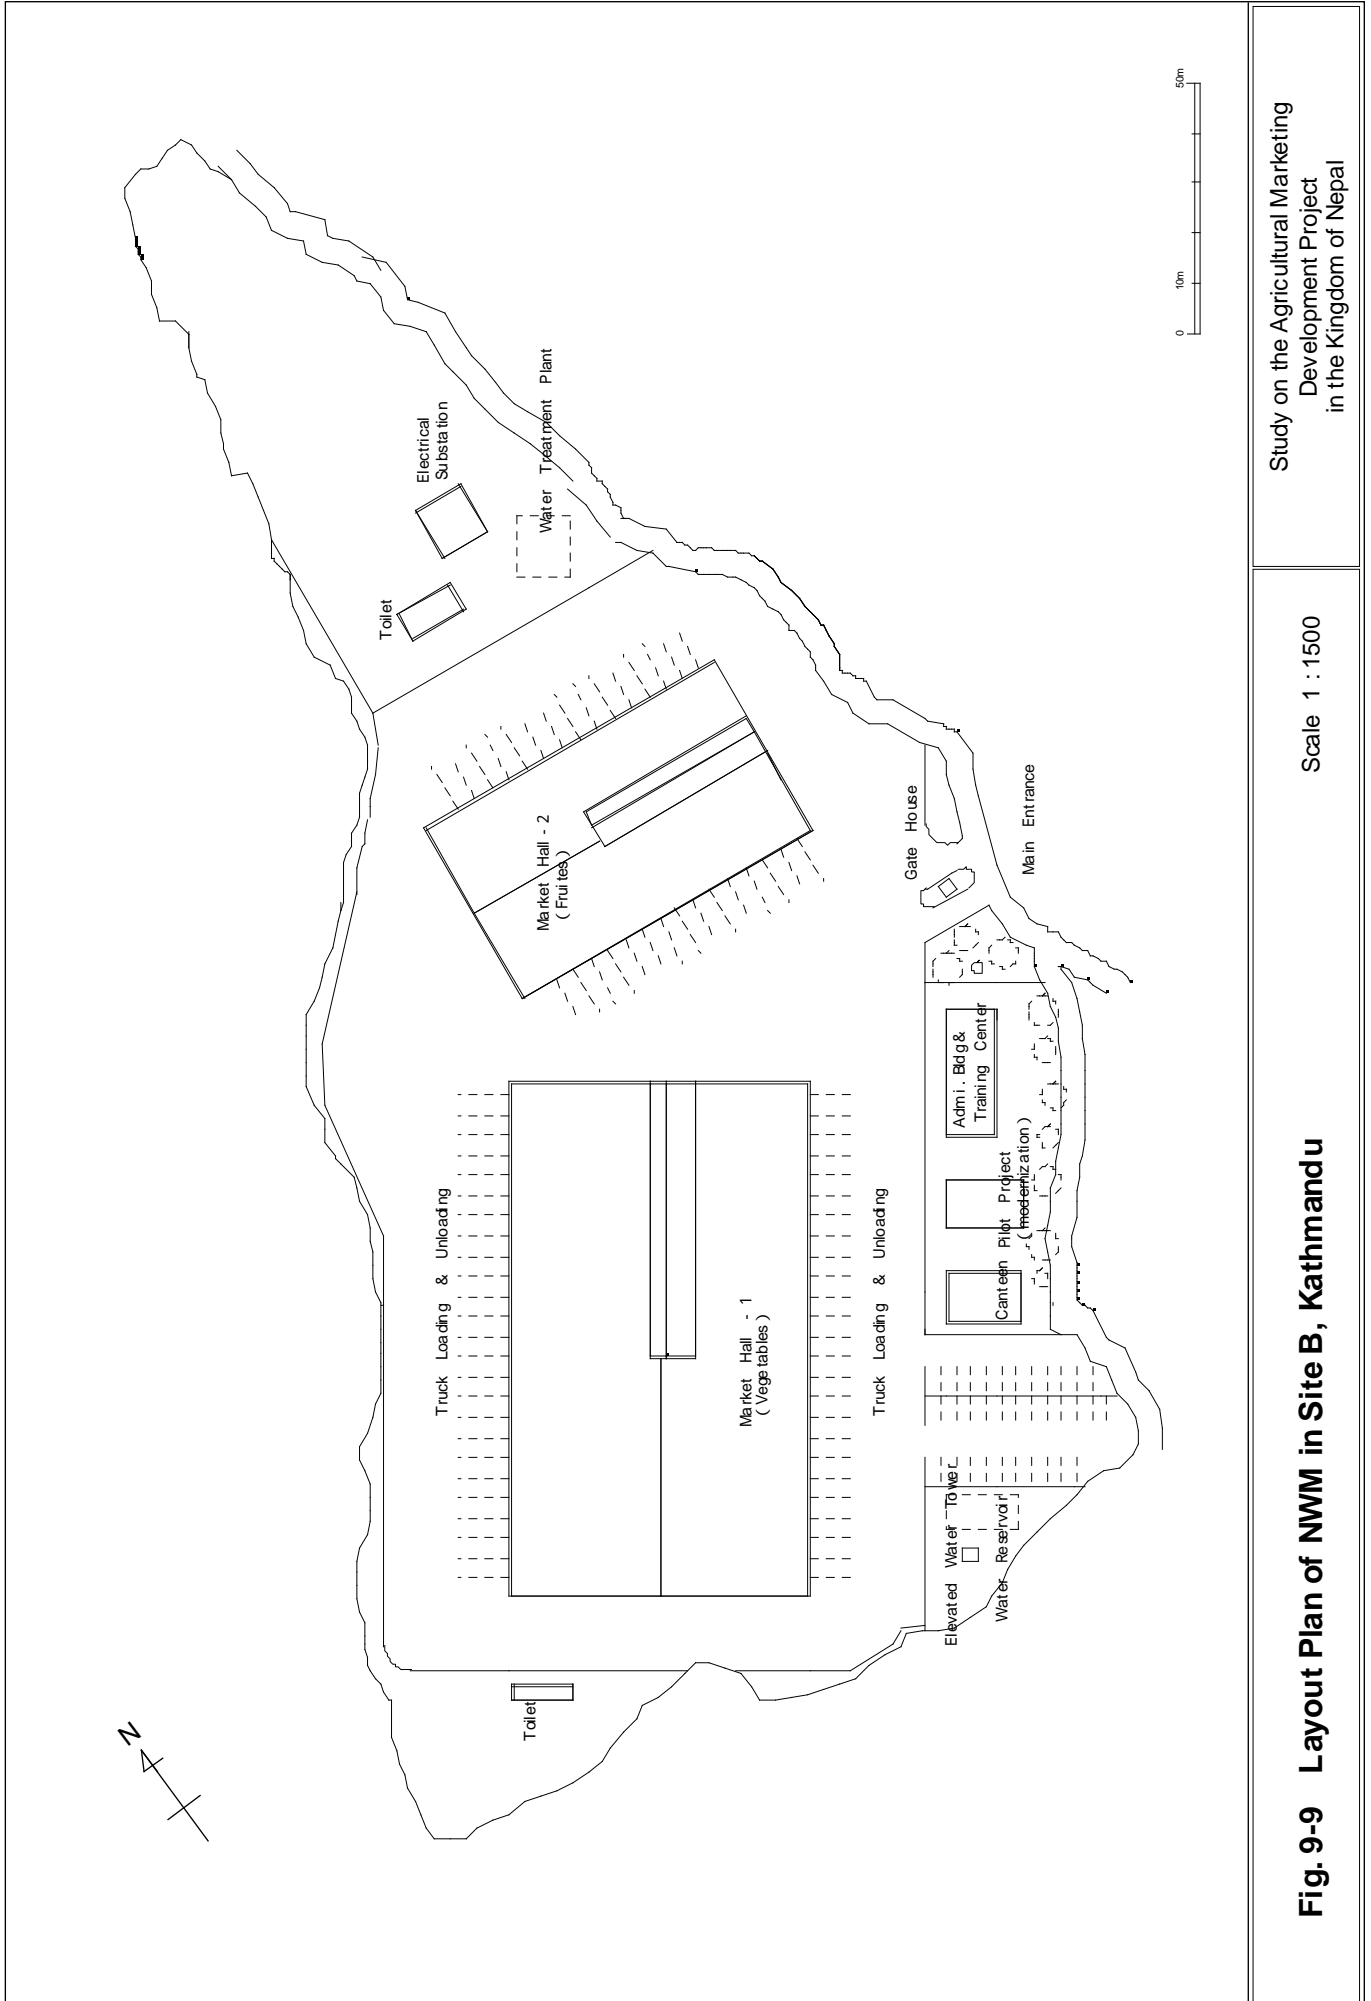 N
Toilet
Electrical
Substation
Water Treatment Plant
Toilet
Market Hall - 2
( Fruites )
Truck Loading & Unloading
Market Hall - 1
( Vegetables )
Truck Loading & Unloading
Gate House
Main Entrance
Elevated Water Tower
Water Reservoir
Canteen
Pilot Project
( modernization )
Admi. Bldg &
Training Center
0
10m
50m
Fig. 9-9 Layout Plan of NWM in Site B, Kathmandu
Scale 1 : 1500
Study on the Agricultural Marketing
Development Project
in the Kingdom of Nepal